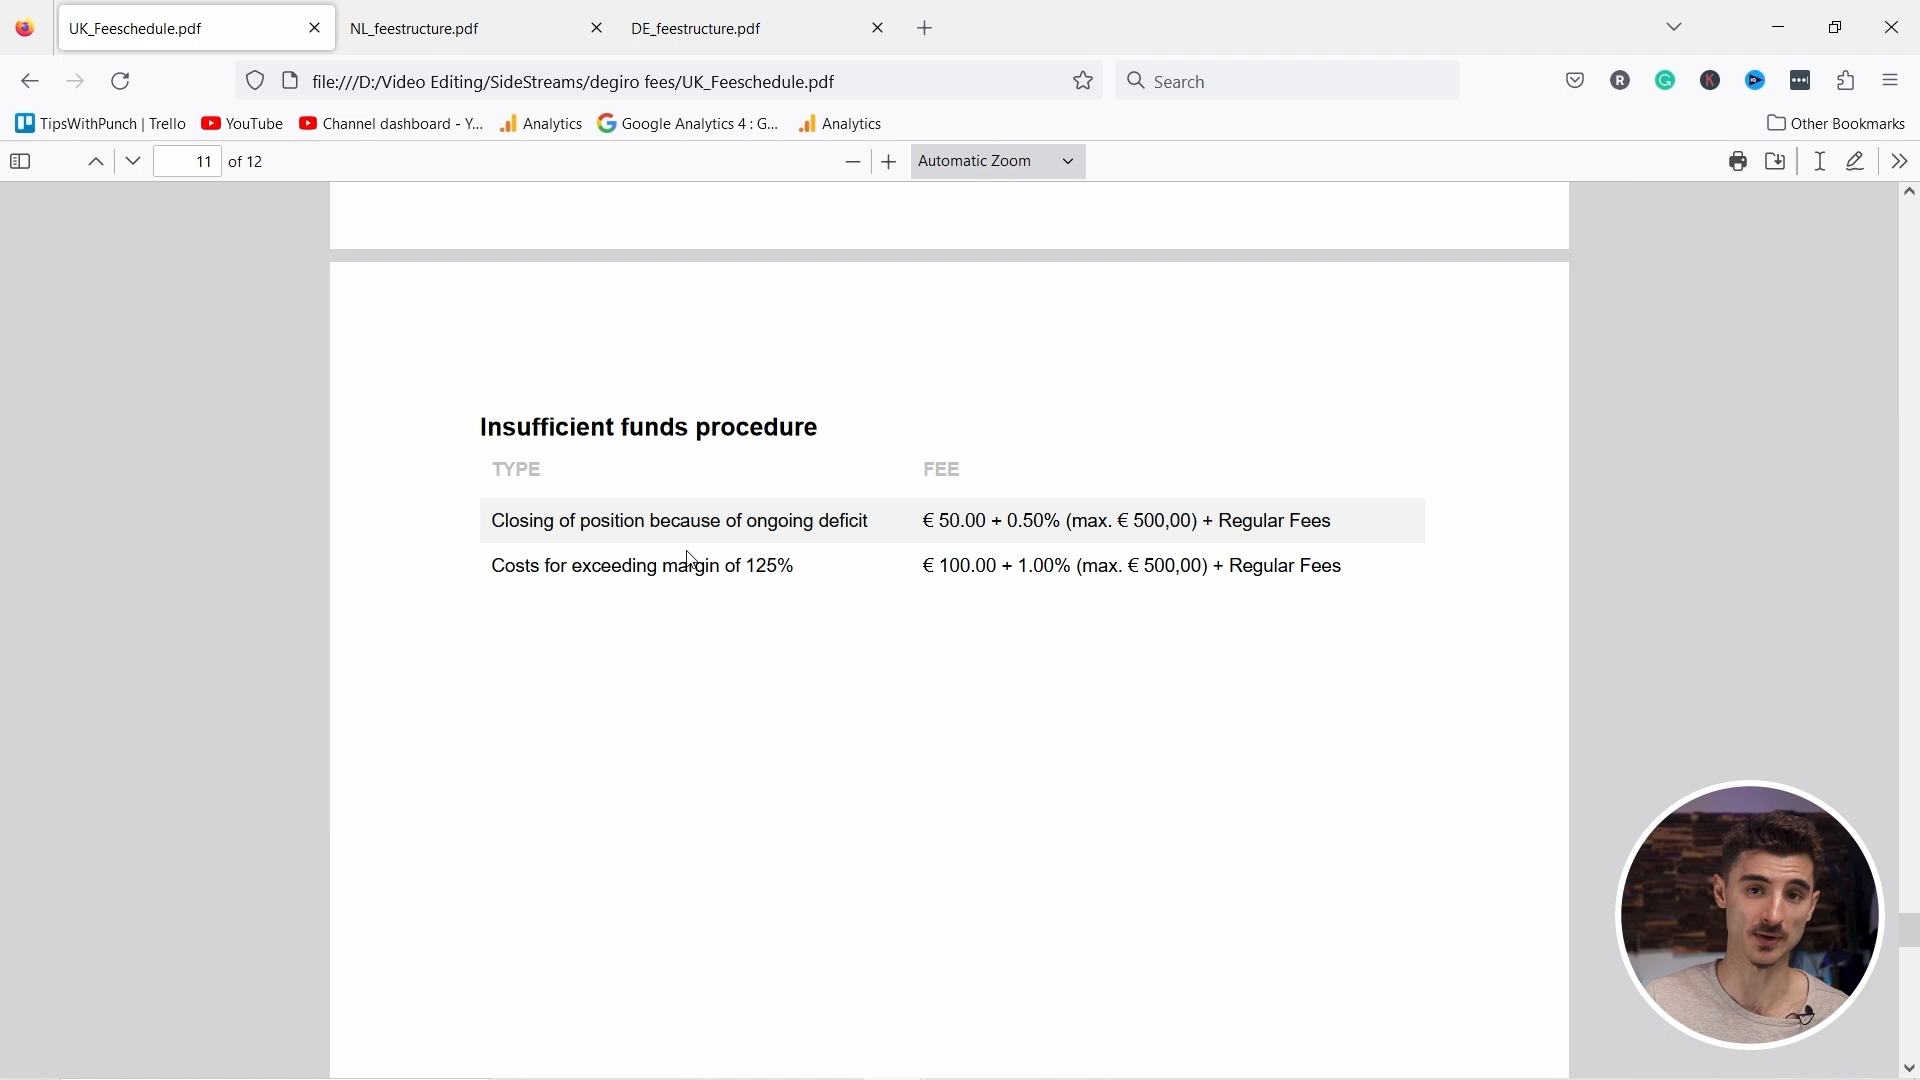 UK_Feeschedule.pdf
NL_feestructure.pdf
DE_feestructure.pdf
file:///D:/Video Editing/SideStreams/degiro fees/UK_Feeschedule.pdf
Search
R
G
K
TipsWithPunch | Trello
YouTube
Channel dashboard - Y...
Analytics
Google Analytics 4 : G...
Analytics
Other Bookmarks
11 of 12
Automatic Zoom
Insufficient funds procedure
TYPE FEE
Closing of position because of ongoing deficit € 50.00 + 0.50% (max. € 500,00) + Regular Fees
Costs for exceeding margin of 125% € 100.00 + 1.00% (max. € 500,00) + Regular Fees